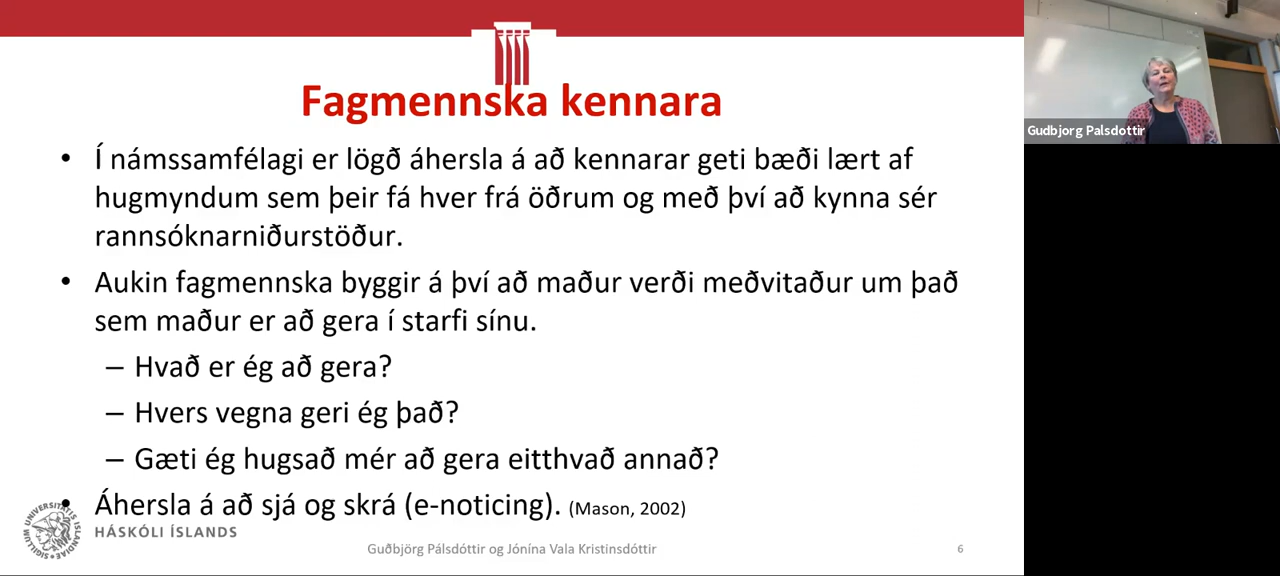 Fagmennska kennara
• Í námssamfélagi er lögð áhersla á að kennarar geti bæði lært af
hugmyndum sem þeir fá hver frá öðrum og með því að kynna sér
rannsóknarniðurstöður.
• Aukin fagmennska byggir á því að maður verði meðvitaður um það
sem maður er að gera í starfi sínu.
– Hvað er ég að gera?
– Hvers vegna geri ég það?
– Gæti ég hugsað mér að gera eitthvað annað?
• Áhersla á að sjá og skrá (e-noticing). (Mason, 2002)
HÁSKÓLI ÍSLANDS
Guðbjörg Pálsdóttir og Jónína Vala Kristinsdóttir
6
Gudbjorg Palsdottir